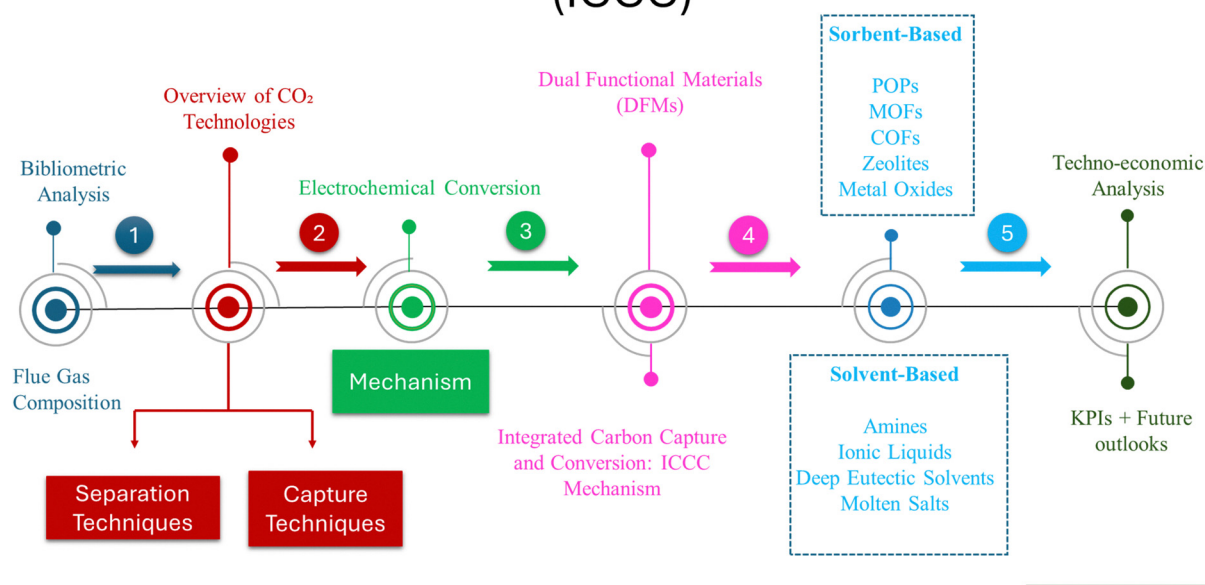 (ICCC)
Bibliometric
Analysis
1
Flue Gas
Composition
Overview of CO₂
Technologies
2
Separation
Techniques
Capture
Techniques
Electrochemical Conversion
3
Mechanism
Dual Functional Materials
(DFMs)
4
Integrated Carbon Capture
and Conversion: ICCC
Mechanism
Sorbent-Based
POPs
MOFs
COFs
Zeolites
Metal Oxides
5
Solvent-Based
Amines
Ionic Liquids
Deep Eutectic Solvents
Molten Salts
Techno-economic
Analysis
KPIs + Future
outlooks